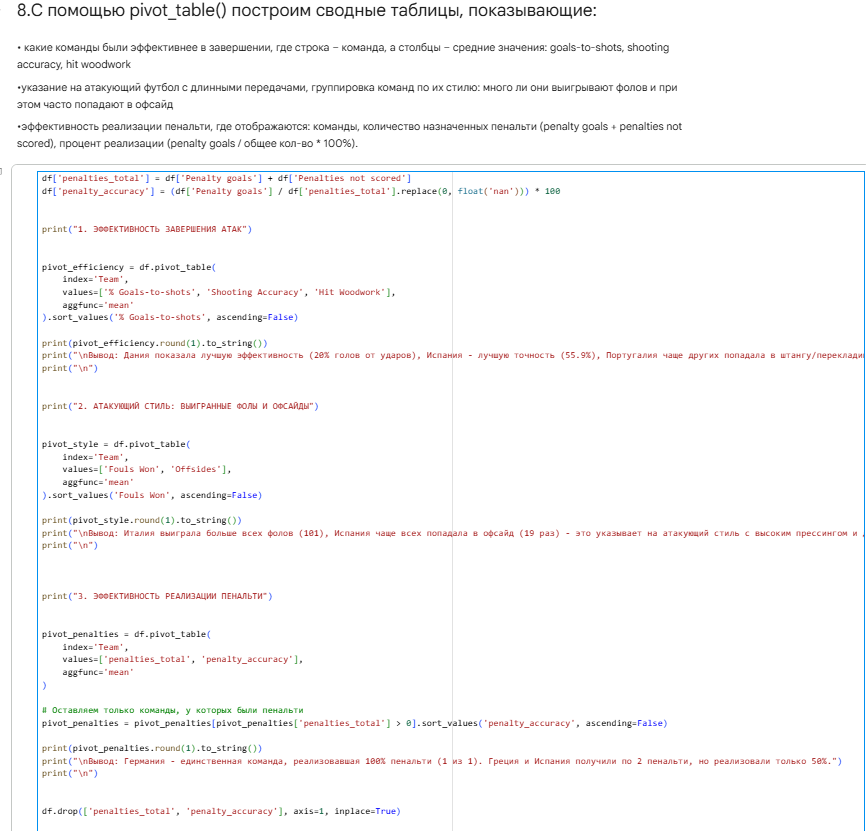 8.С помощью pivot_table() построим сводные таблицы, показывающие:
• какие команды были эффективнее в завершении, где строка – команда, а столбцы – средние значения: goals-to-shots, shooting
accuracy, hit woodwork
•указание на атакующий футбол с длинными передачами, группировка команд по их стилю: много ли они выигрывают фолов и при
этом часто попадают в офсайд
•эффективность реализации пенальти, где отображаются: команды, количество назначенных пенальти (penalty goals + penalties not
scored), процент реализации (penalty goals / общее кол-во * 100%).
df['penalties_total'] = df['Penalty goals'] + df['Penalties not scored']
df['penalty_accuracy'] = (df['Penalty goals'] / df['penalties_total'].replace(0, float('nan'))) * 100
print("1. ЭФФЕКТИВНОСТЬ ЗАВЕРШЕНИЯ АТАК")
pivot_efficiency = df.pivot_table(
index='Team',
values=['% Goals-to-shots', 'Shooting Accuracy', 'Hit Woodwork'],
aggfunc='mean'
).sort_values('% Goals-to-shots', ascending=False)
print(pivot_efficiency.round(1).to_string())
print("\nВывод: Дания показала лучшую эффективность (20% голов от ударов), Испания - лучшую точность (55.9%), Португалия чаще других попадала в штангу/переклади
print("\n")
print("2. АТАКУЮЩИЙ СТИЛЬ: ВЫИГРАННЫЕ ФОЛЫ И ОФСАЙДЫ")
pivot_style = df.pivot_table(
index='Team',
values=['Fouls Won', 'Offsides'],
aggfunc='mean'
).sort_values('Fouls Won', ascending=False)
print(pivot_style.round(1).to_string())
print("\nВывод: Италия выиграла больше всех фолов (101), Испания чаще всех попадала в офсайд (19 раз) - это указывает на атакующий стиль с высоким прессингом и
print("\n")
print("3. ЭФФЕКТИВНОСТЬ РЕАЛИЗАЦИИ ПЕНАЛЬТИ")
pivot_penalties = df.pivot_table(
index='Team',
values=['penalties_total', 'penalty_accuracy'],
aggfunc='mean'
)
# Оставляем только команды, у которых были пенальти
pivot_penalties = pivot_penalties[pivot_penalties['penalties_total'] > 0].sort_values('penalty_accuracy', ascending=False)
print(pivot_penalties.round(1).to_string())
print("\nВывод: Германия - единственная команда, реализовавшая 100% пенальти (1 из 1). Греция и Испания получили по 2 пенальти, но реализовали только 50%.")
print("\n")
df.drop(['penalties_total', 'penalty_accuracy'], axis=1, inplace=True)